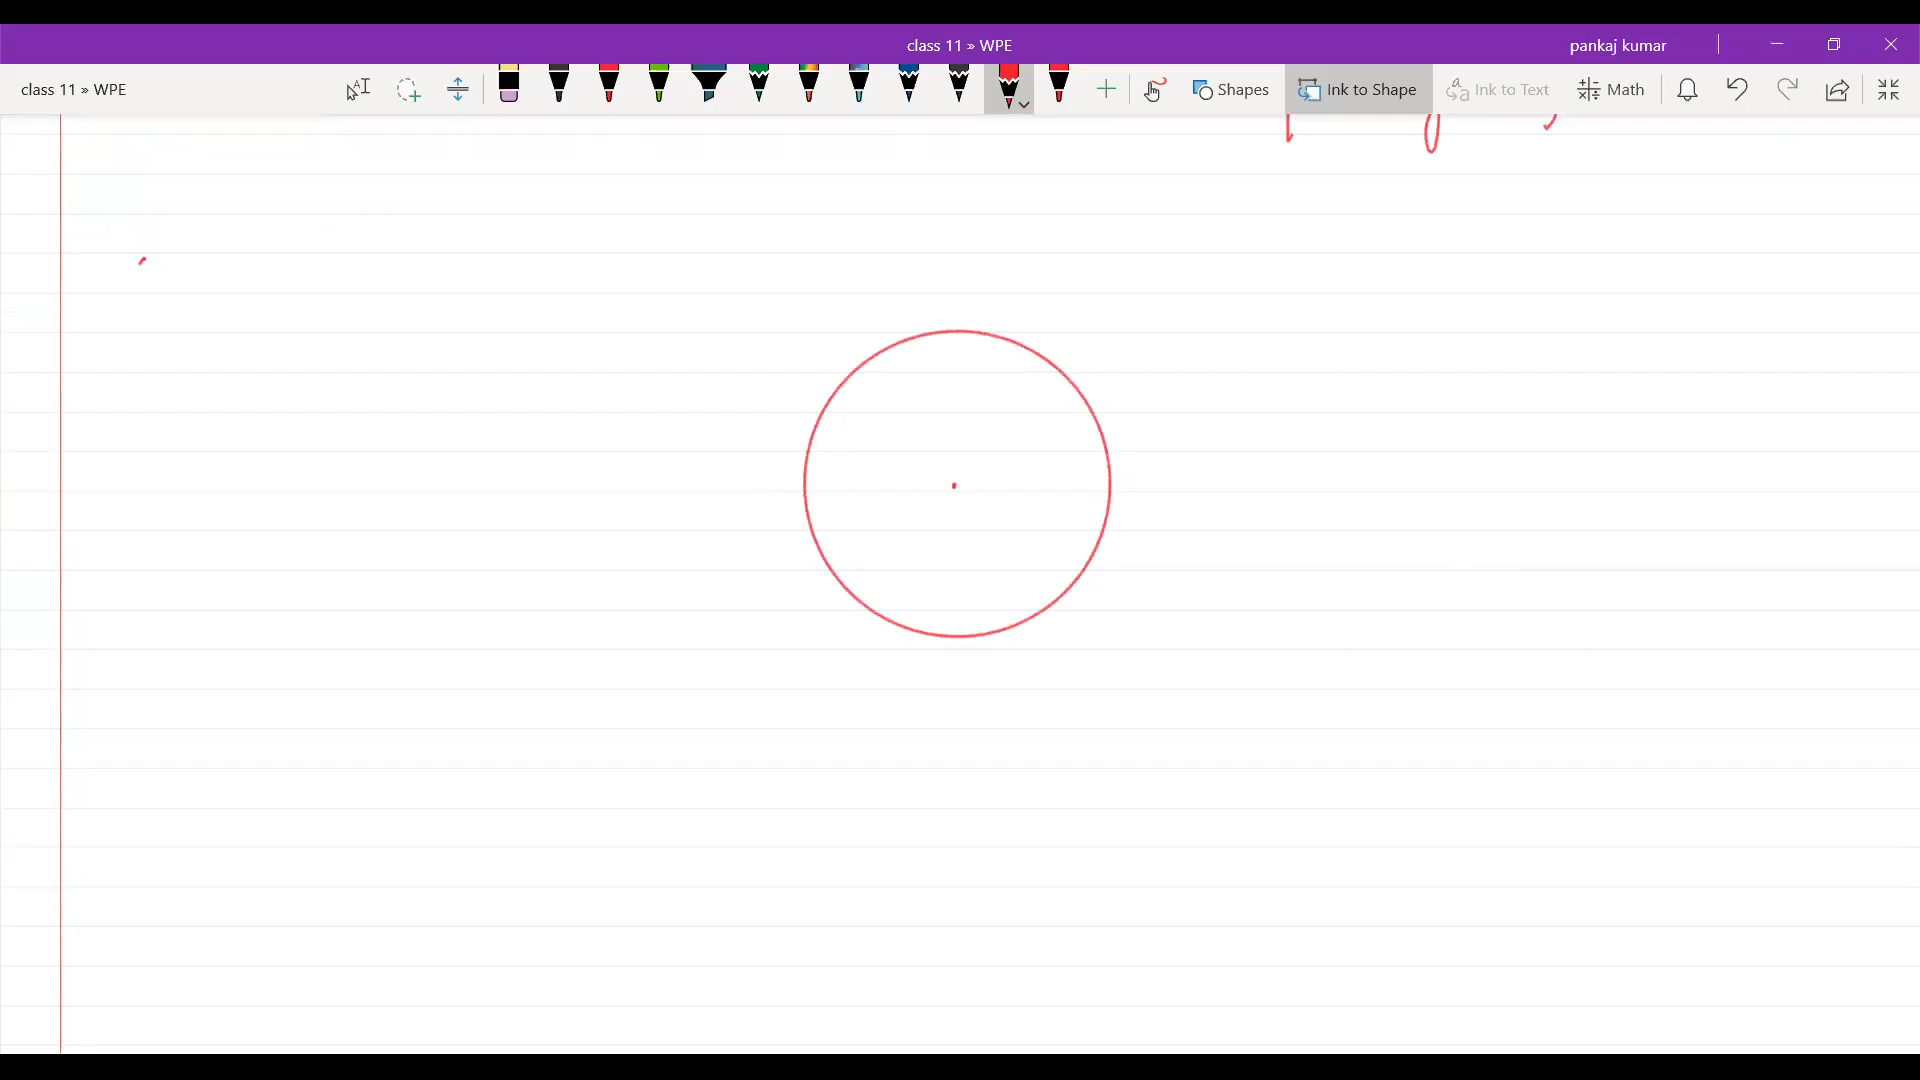 class 11 » WPE
pankaj kumar
class 11 » WPE
Shapes
Ink to Shape
Ink to Text
Math